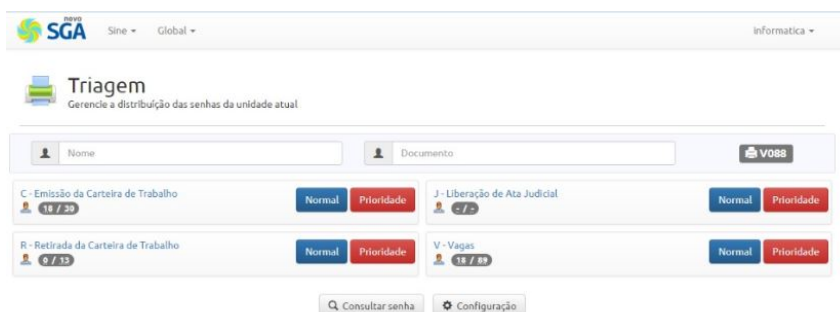 novo
SGA Sine Global informatica
Triagem
Gerencie a distribuição das senhas da unidade atual
Nome Documento V088
C - Emissão da Carteira de Trabalho Normal Prioridade J - Liberação de Ata Judicial Normal Prioridade
18 / 30 - / -
R - Retirada da Carteira de Trabalho Normal Prioridade V - Vagas Normal Prioridade
0 / 13 18 / 89
Consultar senha Configuração